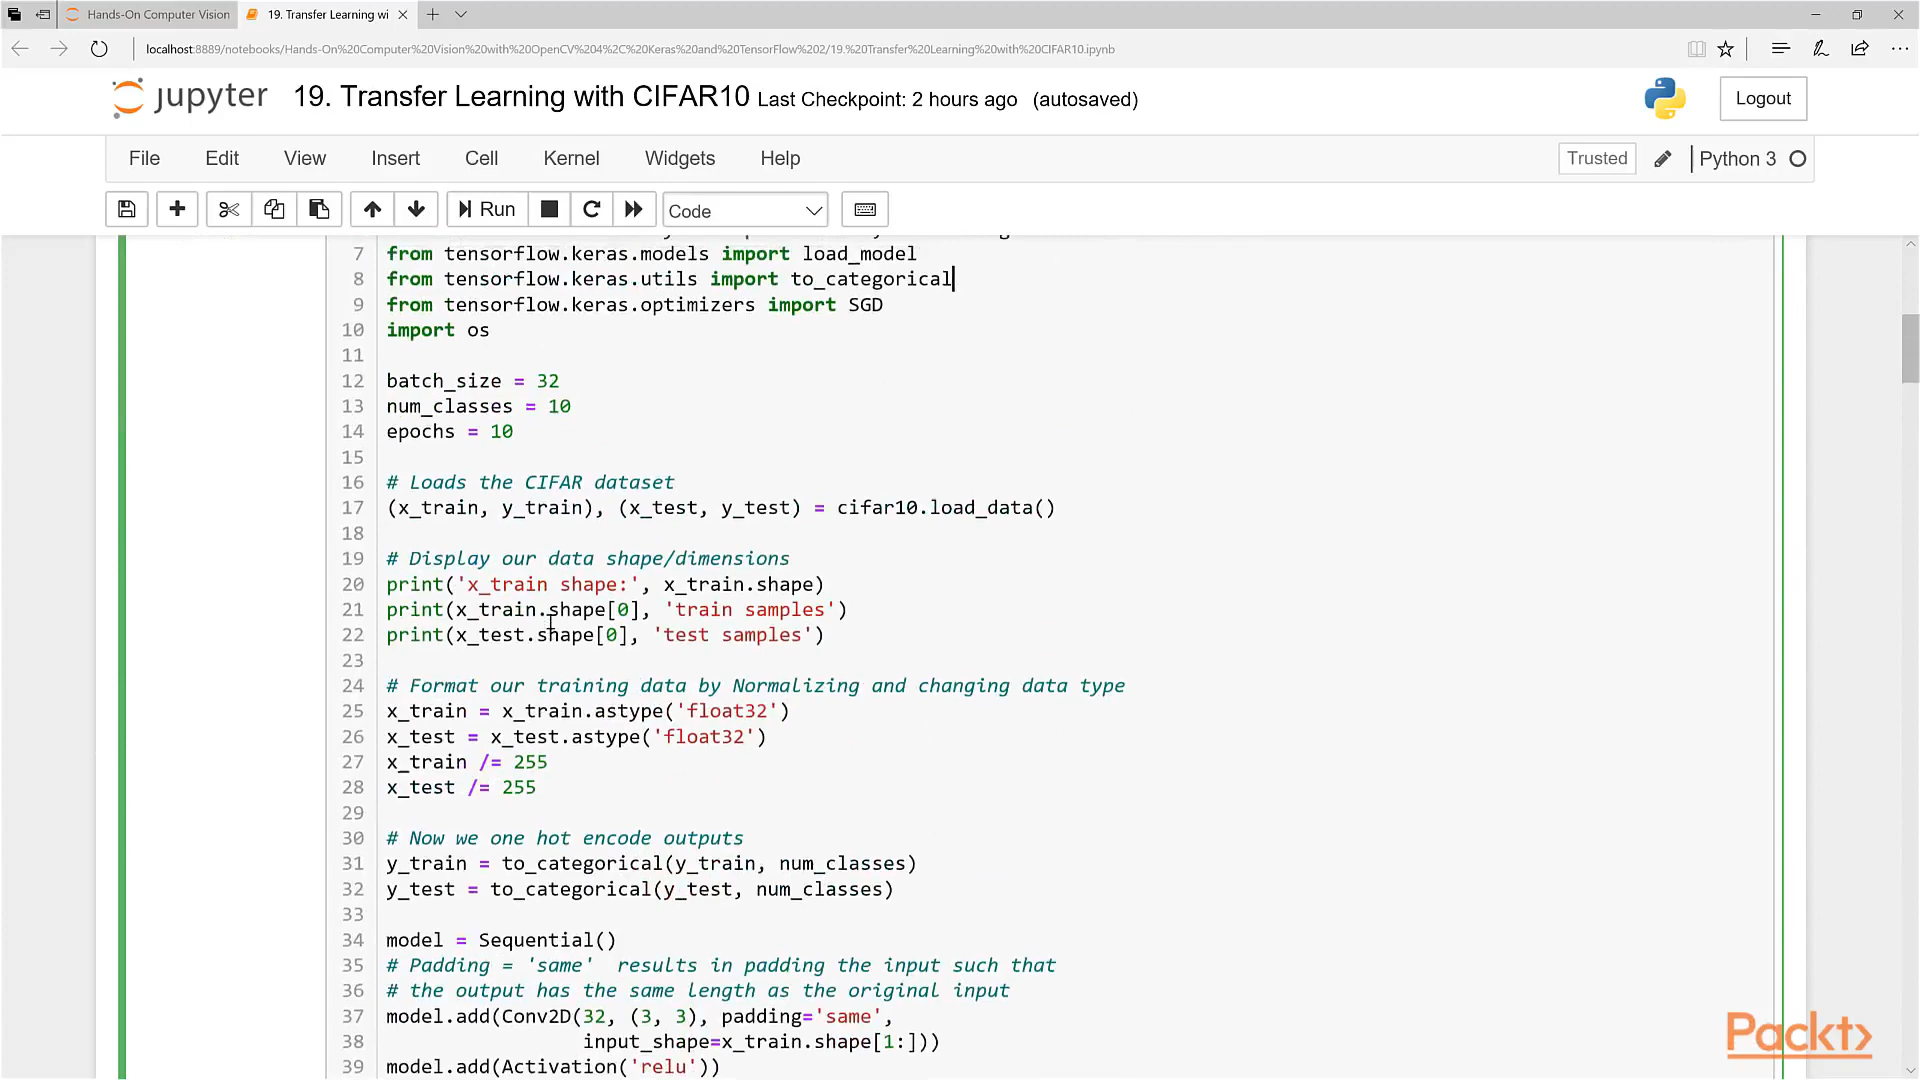 Hands-On Computer Vision
19. Transfer Learning wi
localhost:8889/notebooks/Hands-On%20Computer%20Vision%20with%20OpenCV%204%2C%20Keras%20and%20TensorFlow%202/19.%20Transfer%20Learning%20with%20CIFAR10.ipynb
jupyter 19. Transfer Learning with CIFAR10 Last Checkpoint: 2 hours ago (autosaved)
Logout
File Edit View Insert Cell Kernel Widgets Help
Trusted
Python 3
Run
Code
7 from tensorflow.keras.models import load_model
8 from tensorflow.keras.utils import to_categorical
9 from tensorflow.keras.optimizers import SGD
10 import os
11
12 batch_size = 32
13 num_classes = 10
14 epochs = 10
15
16 # Loads the CIFAR dataset
17 (x_train, y_train), (x_test, y_test) = cifar10.load_data()
18
19 # Display our data shape/dimensions
20 print('x_train shape:', x_train.shape)
21 print(x_train.shape[0], 'train samples')
22 print(x_test.shape[0], 'test samples')
23
24 # Format our training data by Normalizing and changing data type
25 x_train = x_train.astype('float32')
26 x_test = x_test.astype('float32')
27 x_train /= 255
28 x_test /= 255
29
30 # Now we one hot encode outputs
31 y_train = to_categorical(y_train, num_classes)
32 y_test = to_categorical(y_test, num_classes)
33
34 model = Sequential()
35 # Padding = 'same'  results in padding the input such that
36 # the output has the same length as the original input
37 model.add(Conv2D(32, (3, 3), padding='same',
38                  input_shape=x_train.shape[1:]))
39 model.add(Activation('relu'))
Packt>